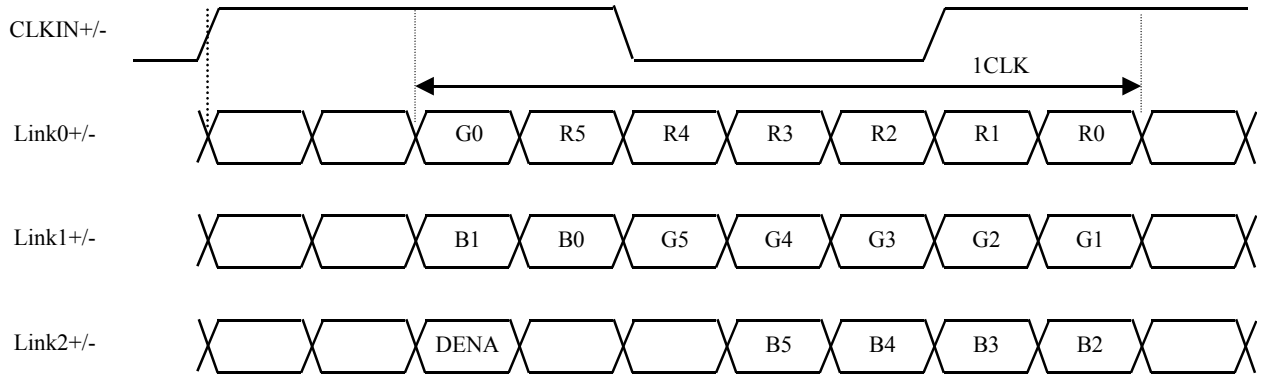 CLKIN+/-
1CLK
Link0+/- G0 R5 R4 R3 R2 R1 R0
Link1+/- B1 B0 G5 G4 G3 G2 G1
Link2+/- DENA B5 B4 B3 B2